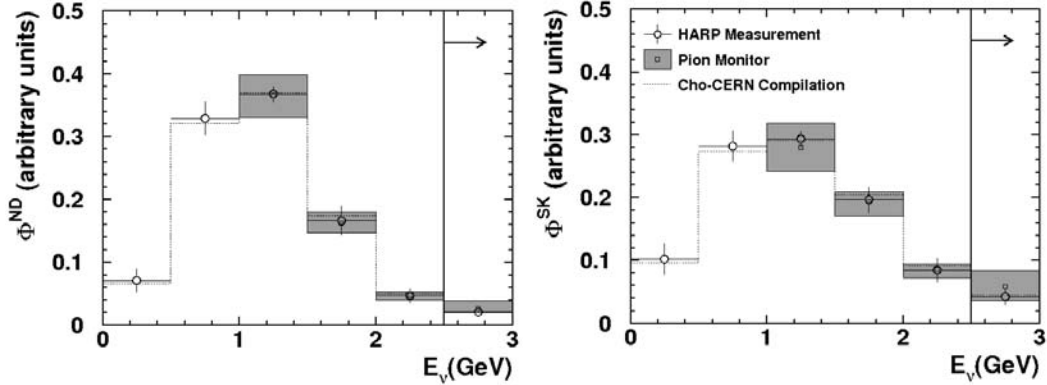 Φ^ND (arbitrary units)
0.5
0.4
0.3
0.2
0.1
0
0 1 2 3
E_ν(GeV)
Φ^SK (arbitrary units)
0.5
0.4
0.3
0.2
0.1
0
HARP Measurement
Pion Monitor
Cho-CERN Compilation
0 1 2 3
E_ν(GeV)